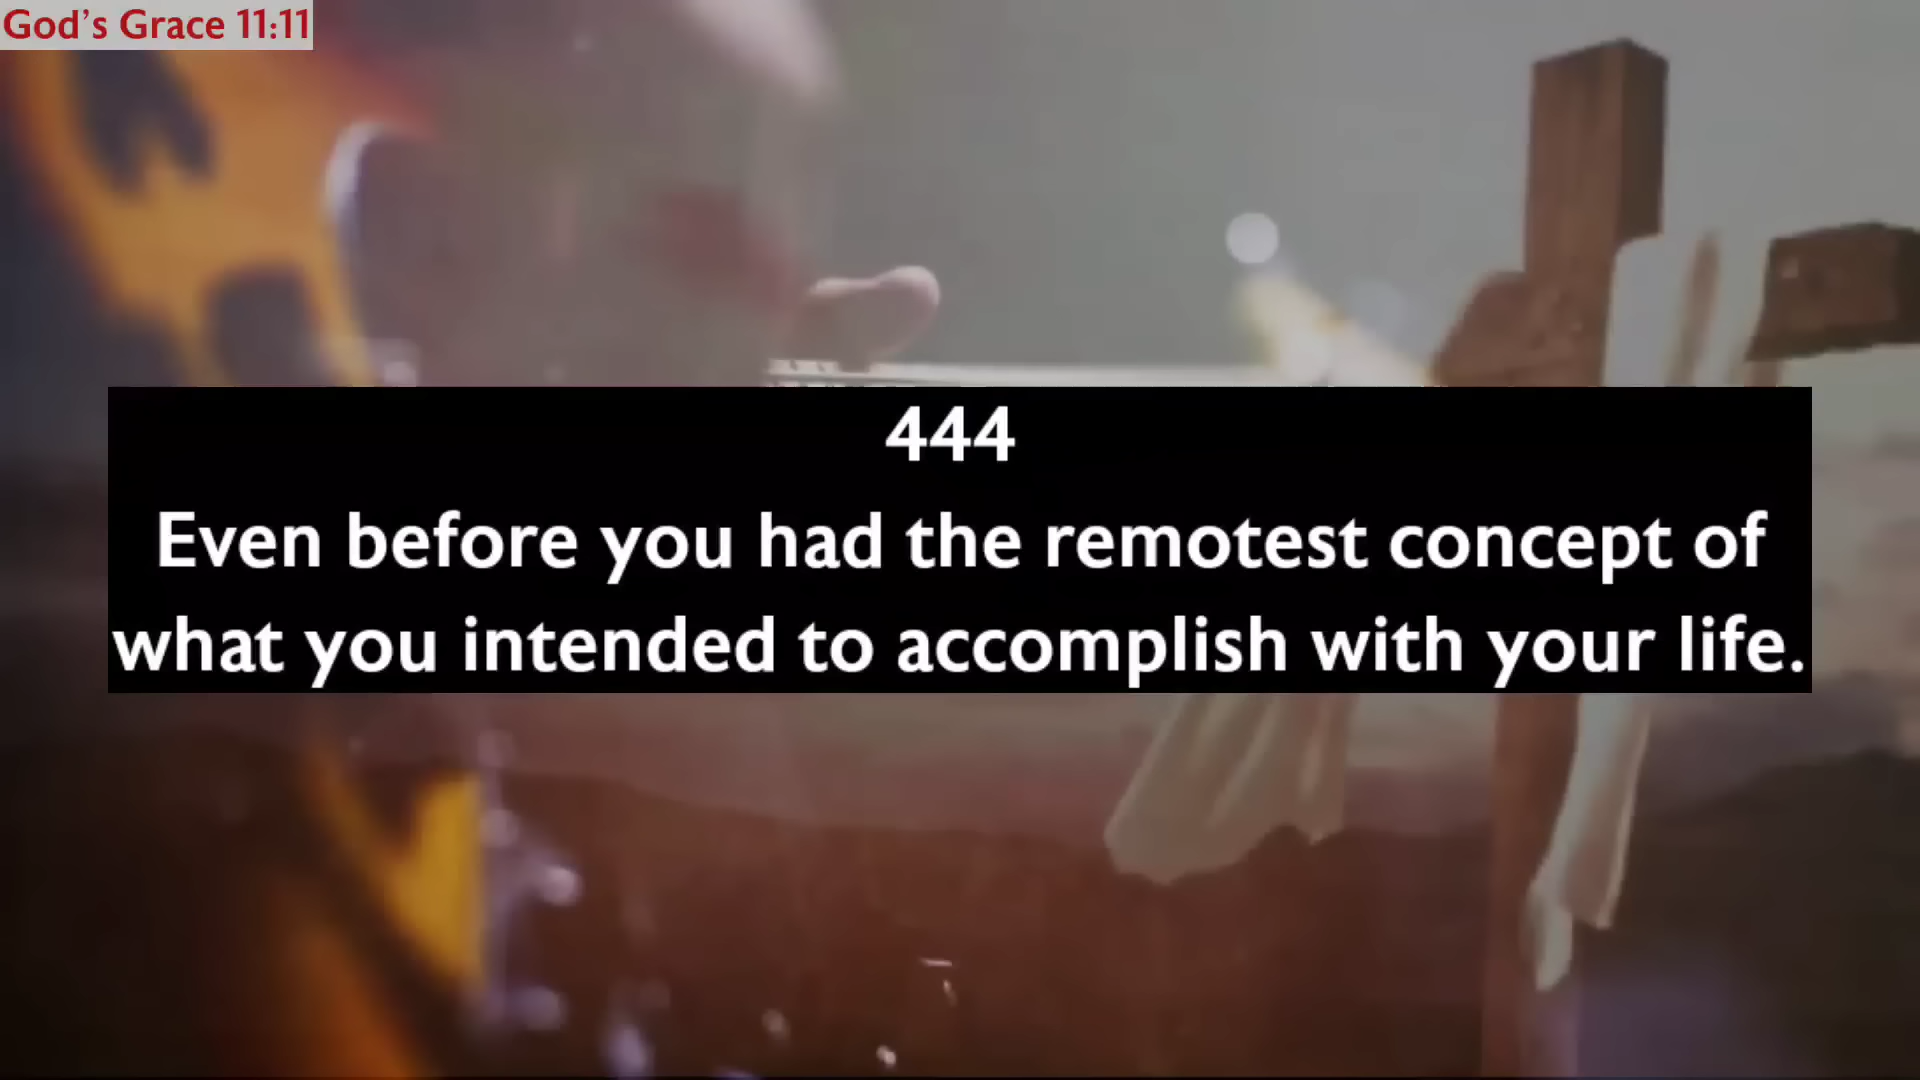 God's Grace 11:11
444
Even before you had the remotest concept of
what you intended to accomplish with your life.